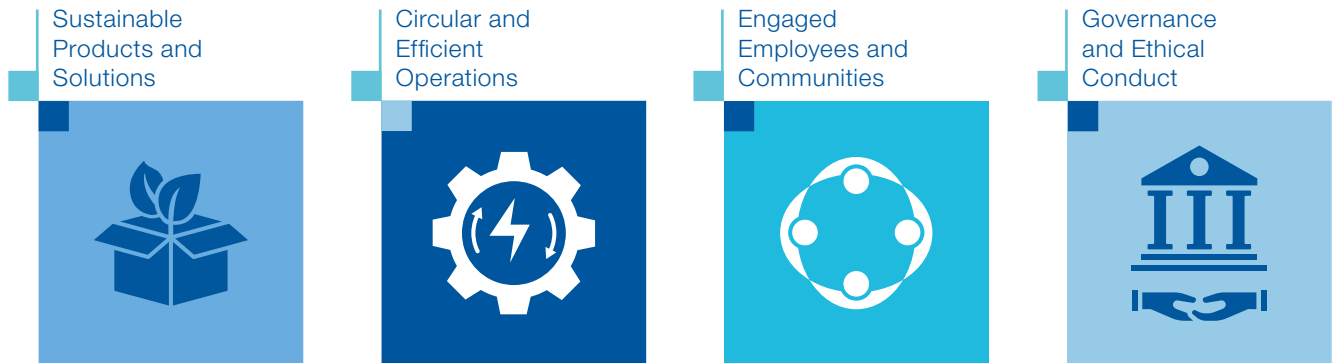 Sustainable
Products and
Solutions
Circular and
Efficient
Operations
Engaged
Employees and
Communities
Governance
and Ethical
Conduct